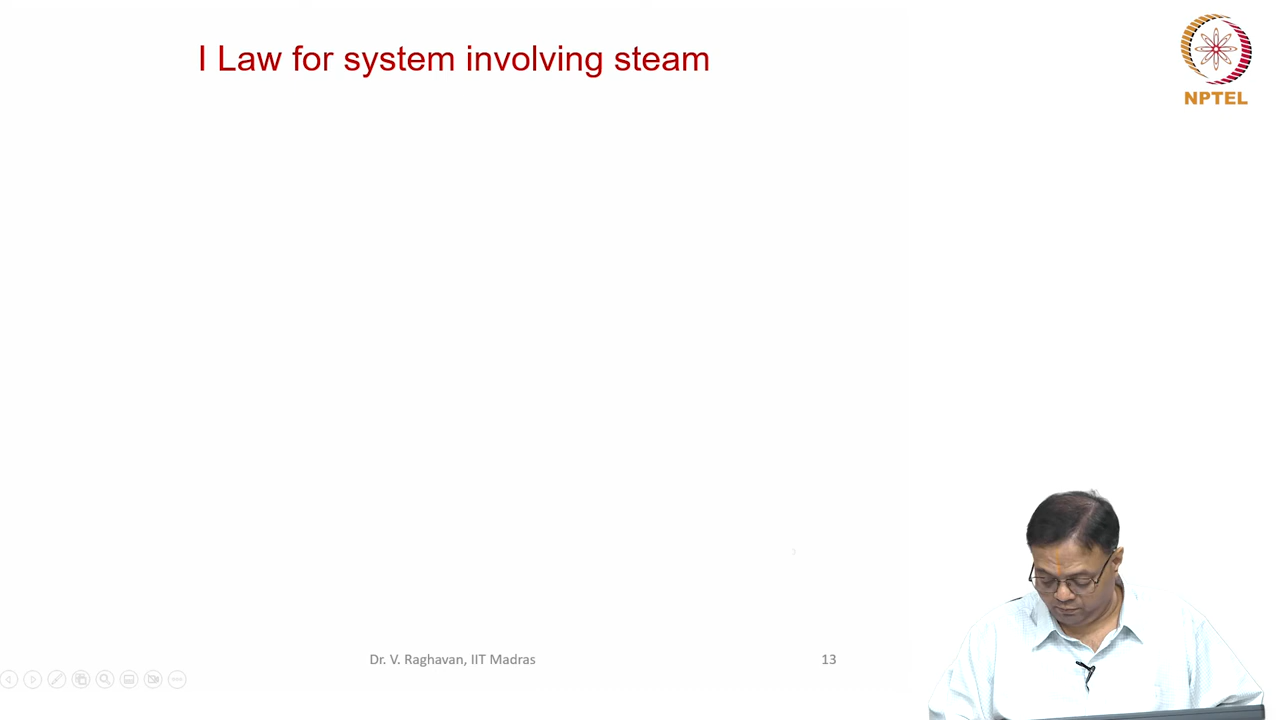 I Law for system involving steam
NPTEL
Dr. V. Raghavan, IIT Madras
13